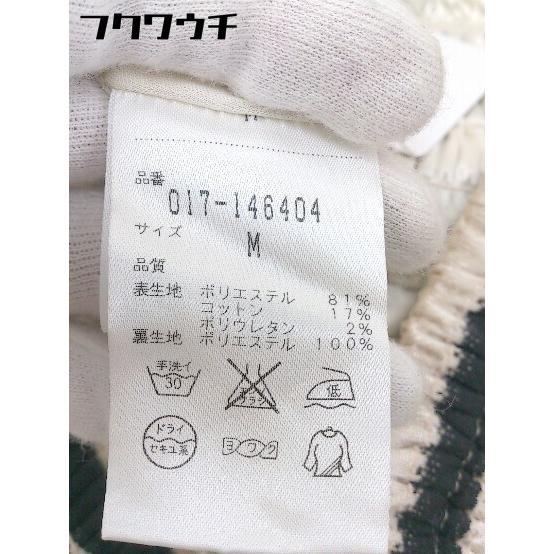 フクワウチ
品番
017-146404
サイズ
M
品質
表生地 ポリエステル 81%
コットン 17%
ポリウレタン 2%
裏生地 ポリエステル 100%
手洗イ
30
低
ドライ
セキユ系
ヨワク